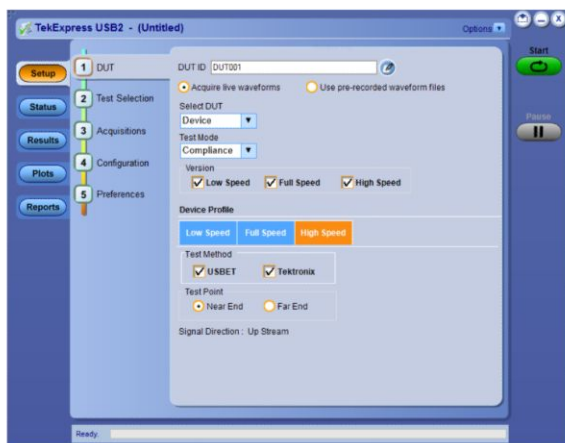 TekExpress USB2 - (Untitled)
Options
Start
Pause
Setup
Status
Results
Plots
Reports
1 DUT
2 Test Selection
3 Acquisitions
4 Configuration
5 Preferences
DUT ID DUT001
Acquire live waveforms Use pre-recorded waveform files
Select DUT
Device
Test Mode
Compliance
Version
Low Speed Full Speed High Speed
Device Profile
Low Speed Full Speed High Speed
Test Method
USBET Tektronix
Test Point
Near End Far End
Signal Direction : Up Stream
Ready.